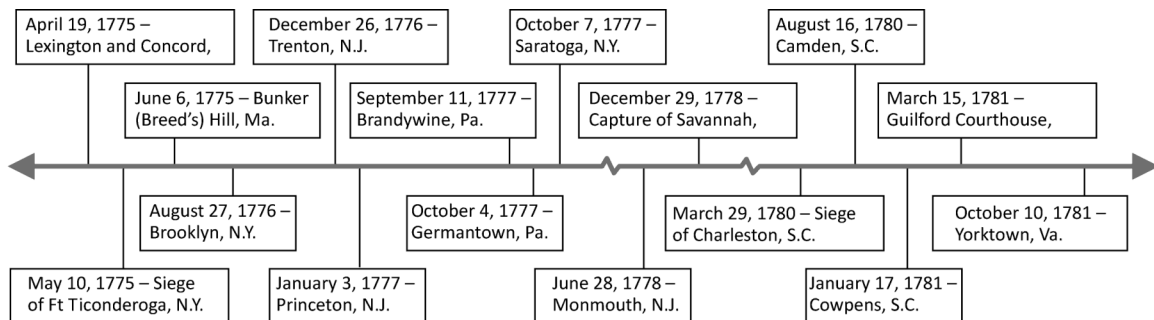 April 19, 1775 –
Lexington and Concord,
December 26, 1776 –
Trenton, N.J.
October 7, 1777 –
Saratoga, N.Y.
August 16, 1780 –
Camden, S.C.
June 6, 1775 – Bunker
(Breed’s) Hill, Ma.
September 11, 1777 –
Brandywine, Pa.
December 29, 1778 –
Capture of Savannah,
March 15, 1781 –
Guilford Courthouse,
August 27, 1776 –
Brooklyn, N.Y.
October 4, 1777 –
Germantown, Pa.
March 29, 1780 – Siege
of Charleston, S.C.
October 10, 1781 –
Yorktown, Va.
May 10, 1775 – Siege
of Ft Ticonderoga, N.Y.
January 3, 1777 –
Princeton, N.J.
June 28, 1778 –
Monmouth, N.J.
January 17, 1781 –
Cowpens, S.C.